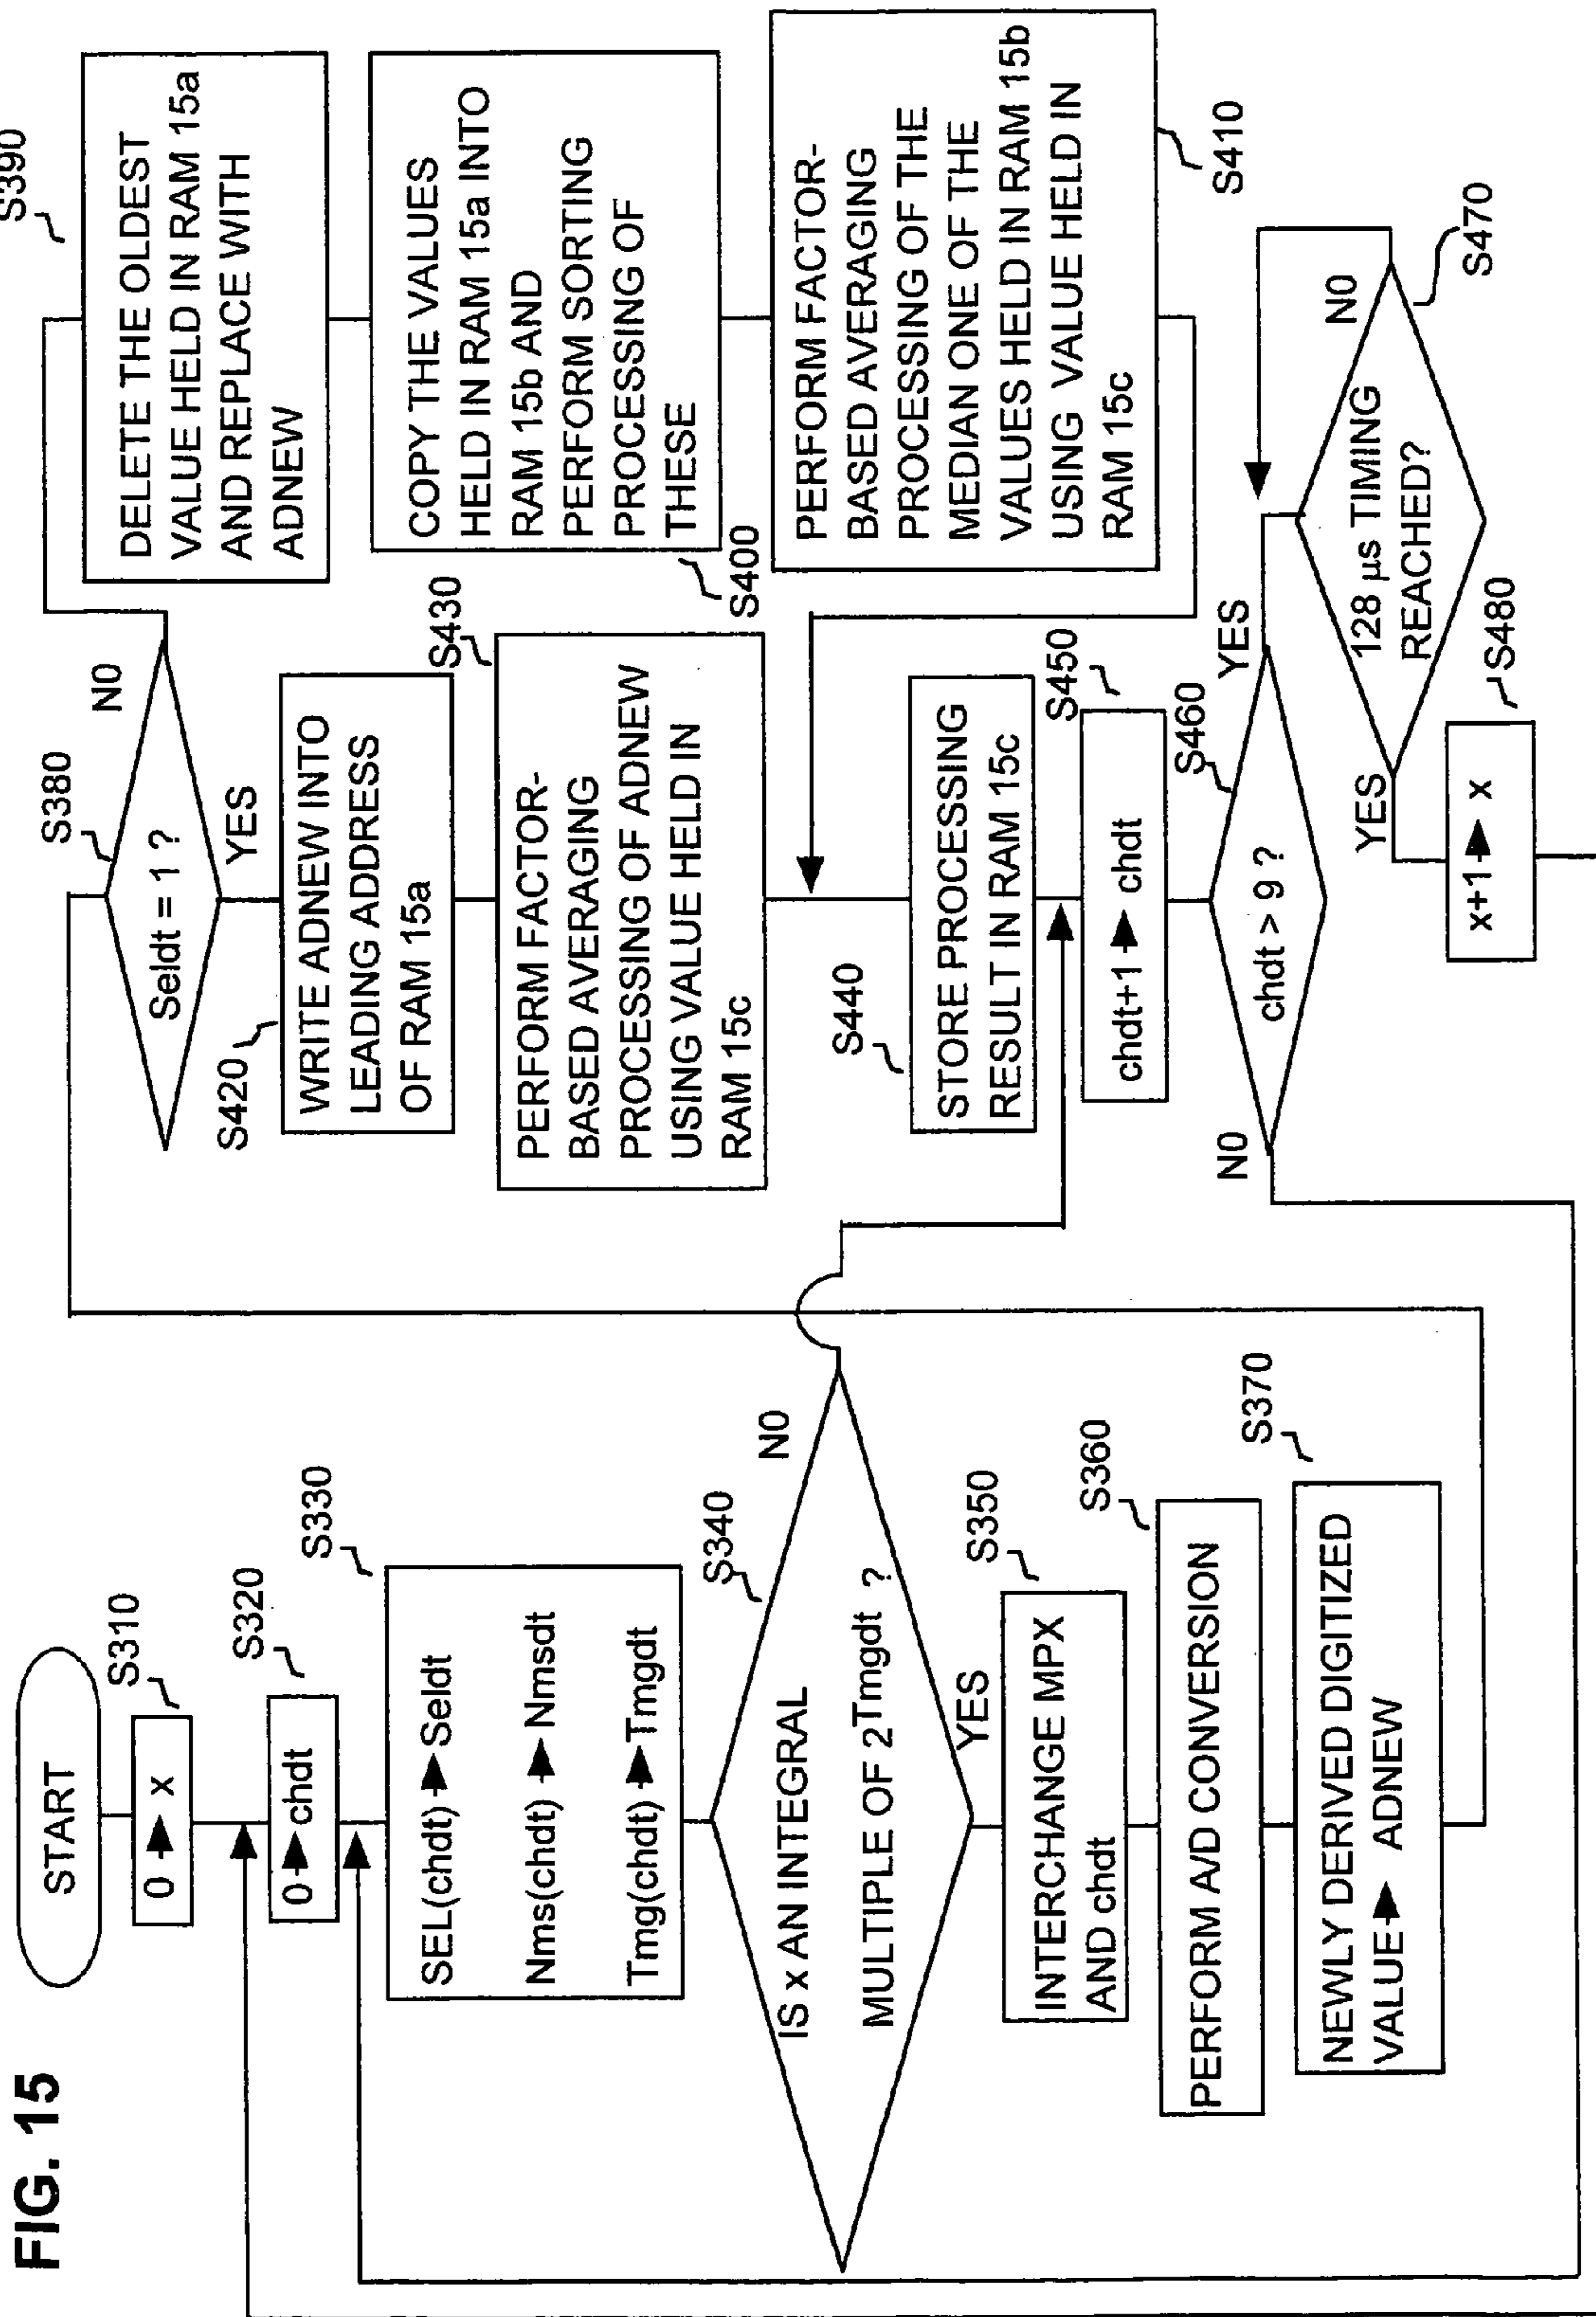 FIG. 15
START
S310
0 → x
S320
0 → chdt
S330
SEL(chdt) → Seldt
Nms(chdt) → Nmsdt
Tmg(chdt) → Tmgdt
S340
IS x AN INTEGRAL
MULTIPLE OF 2^Tmgdt ?
NO
YES
S350
INTERCHANGE MPX
AND chdt
S360
PERFORM A/D CONVERSION
S370
NEWLY DERIVED DIGITIZED
VALUE → ADNEW
S380
Seldt = 1 ?
NO
YES
S390
DELETE THE OLDEST
VALUE HELD IN RAM 15a
AND REPLACE WITH
ADNEW
COPY THE VALUES
HELD IN RAM 15a INTO
RAM 15b AND
PERFORM SORTING
PROCESSING OF
THESE
S400
PERFORM FACTOR-
BASED AVERAGING
PROCESSING OF THE
MEDIAN ONE OF THE
VALUES HELD IN RAM 15b
USING VALUE HELD IN
RAM 15c
S410
S420
WRITE ADNEW INTO
LEADING ADDRESS
OF RAM 15a
S430
PERFORM FACTOR-
BASED AVERAGING
PROCESSING OF ADNEW
USING VALUE HELD IN
RAM 15c
S440
STORE PROCESSING
RESULT IN RAM 15c
S450
chdt+1 → chdt
S460
chdt > 9 ?
NO
YES
S470
128 µs TIMING
REACHED?
NO
YES
S480
x+1 → x